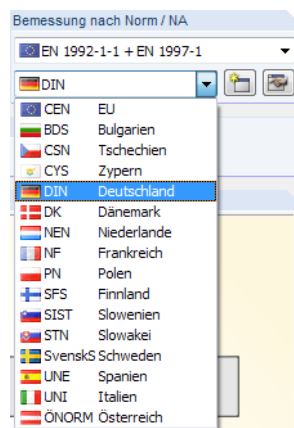 Bemessung nach Norm / NA
EN 1992-1-1 + EN 1997-1
DIN
CEN EU
BDS Bulgarien
CSN Tschechien
CYS Zypern
DIN Deutschland
DK Dänemark
NEN Niederlande
NF Frankreich
PN Polen
SFS Finnland
SIST Slowenien
STN Slowakei
SvenskS Schweden
UNE Spanien
UNI Italien
ÖNORM Österreich